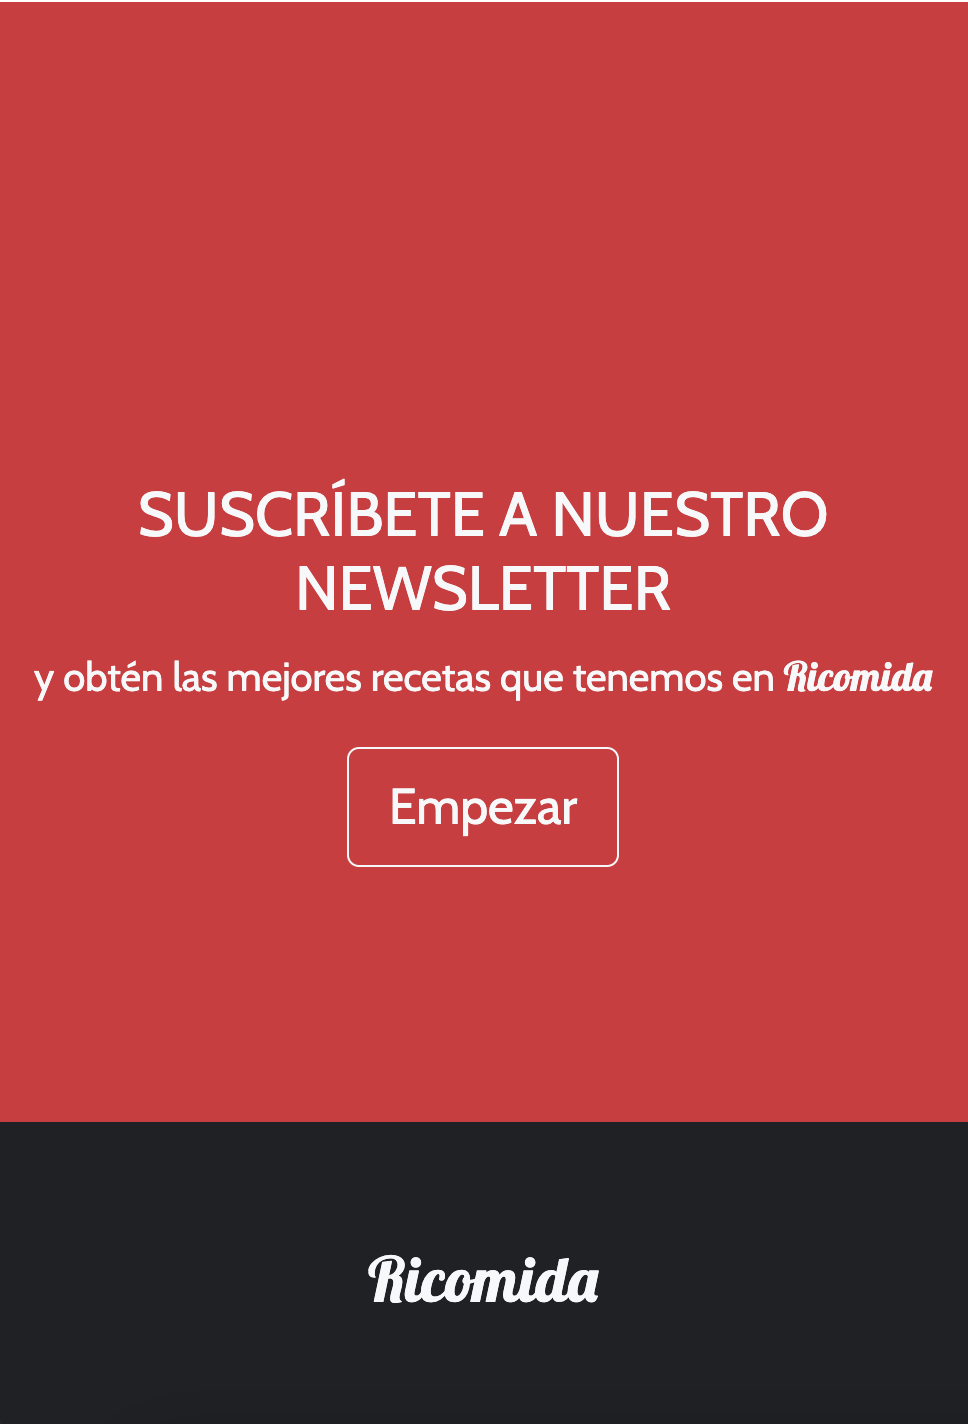 SUSCRÍBETE A NUESTRO
NEWSLETTER
y obtén las mejores recetas que tenemos en Ricomida
Empezar
Ricomida